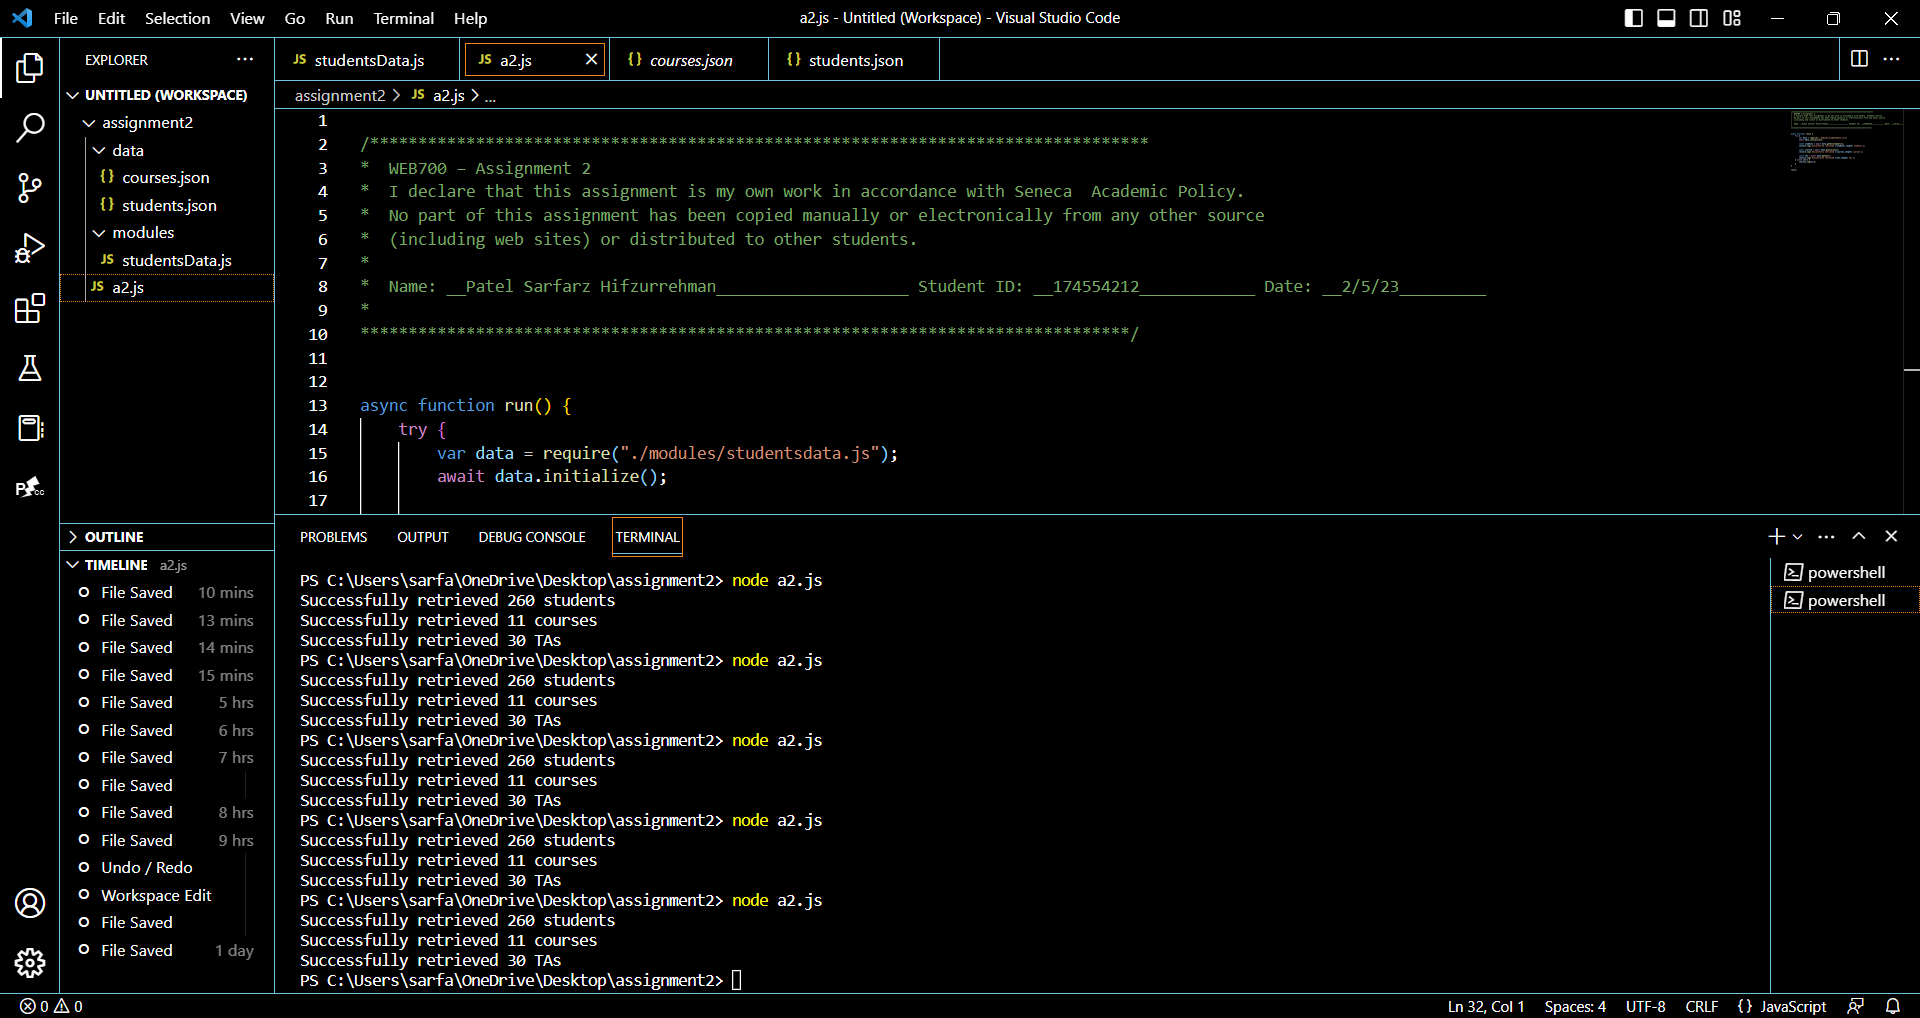 File Edit Selection View Go Run Terminal Help
a2.js - Untitled (Workspace) - Visual Studio Code
EXPLORER
UNTITLED (WORKSPACE)
assignment2
data
{} courses.json
{} students.json
modules
JS studentsData.js
JS a2.js
OUTLINE
TIMELINE a2.js
File Saved 10 mins
File Saved 13 mins
File Saved 14 mins
File Saved 15 mins
File Saved 5 hrs
File Saved 6 hrs
File Saved 7 hrs
File Saved
File Saved 8 hrs
File Saved 9 hrs
Undo / Redo
Workspace Edit
File Saved
File Saved 1 day
JS studentsData.js JS a2.js {} courses.json {} students.json
assignment2 > JS a2.js > ...
1
2 /*********************************************************************************
3 * WEB700 – Assignment 2
4 * I declare that this assignment is my own work in accordance with Seneca  Academic Policy.
5 * No part of this assignment has been copied manually or electronically from any other source
6 * (including web sites) or distributed to other students.
7 *
8 * Name: __Patel Sarfarz Hifzurrehman____________________ Student ID: __174554212____________ Date: __2/5/23_________
9 *
10 ********************************************************************************/
11
12
13 async function run() {
14 try {
15 var data = require("./modules/studentsdata.js");
16 await data.initialize();
17
PROBLEMS OUTPUT DEBUG CONSOLE TERMINAL
PS C:\Users\sarfa\OneDrive\Desktop\assignment2> node a2.js
Successfully retrieved 260 students
Successfully retrieved 11 courses
Successfully retrieved 30 TAs
PS C:\Users\sarfa\OneDrive\Desktop\assignment2> node a2.js
Successfully retrieved 260 students
Successfully retrieved 11 courses
Successfully retrieved 30 TAs
PS C:\Users\sarfa\OneDrive\Desktop\assignment2> node a2.js
Successfully retrieved 260 students
Successfully retrieved 11 courses
Successfully retrieved 30 TAs
PS C:\Users\sarfa\OneDrive\Desktop\assignment2> node a2.js
Successfully retrieved 260 students
Successfully retrieved 11 courses
Successfully retrieved 30 TAs
PS C:\Users\sarfa\OneDrive\Desktop\assignment2> node a2.js
Successfully retrieved 260 students
Successfully retrieved 11 courses
Successfully retrieved 30 TAs
PS C:\Users\sarfa\OneDrive\Desktop\assignment2>
powershell
powershell
0 0
Ln 32, Col 1 Spaces: 4 UTF-8 CRLF {} JavaScript